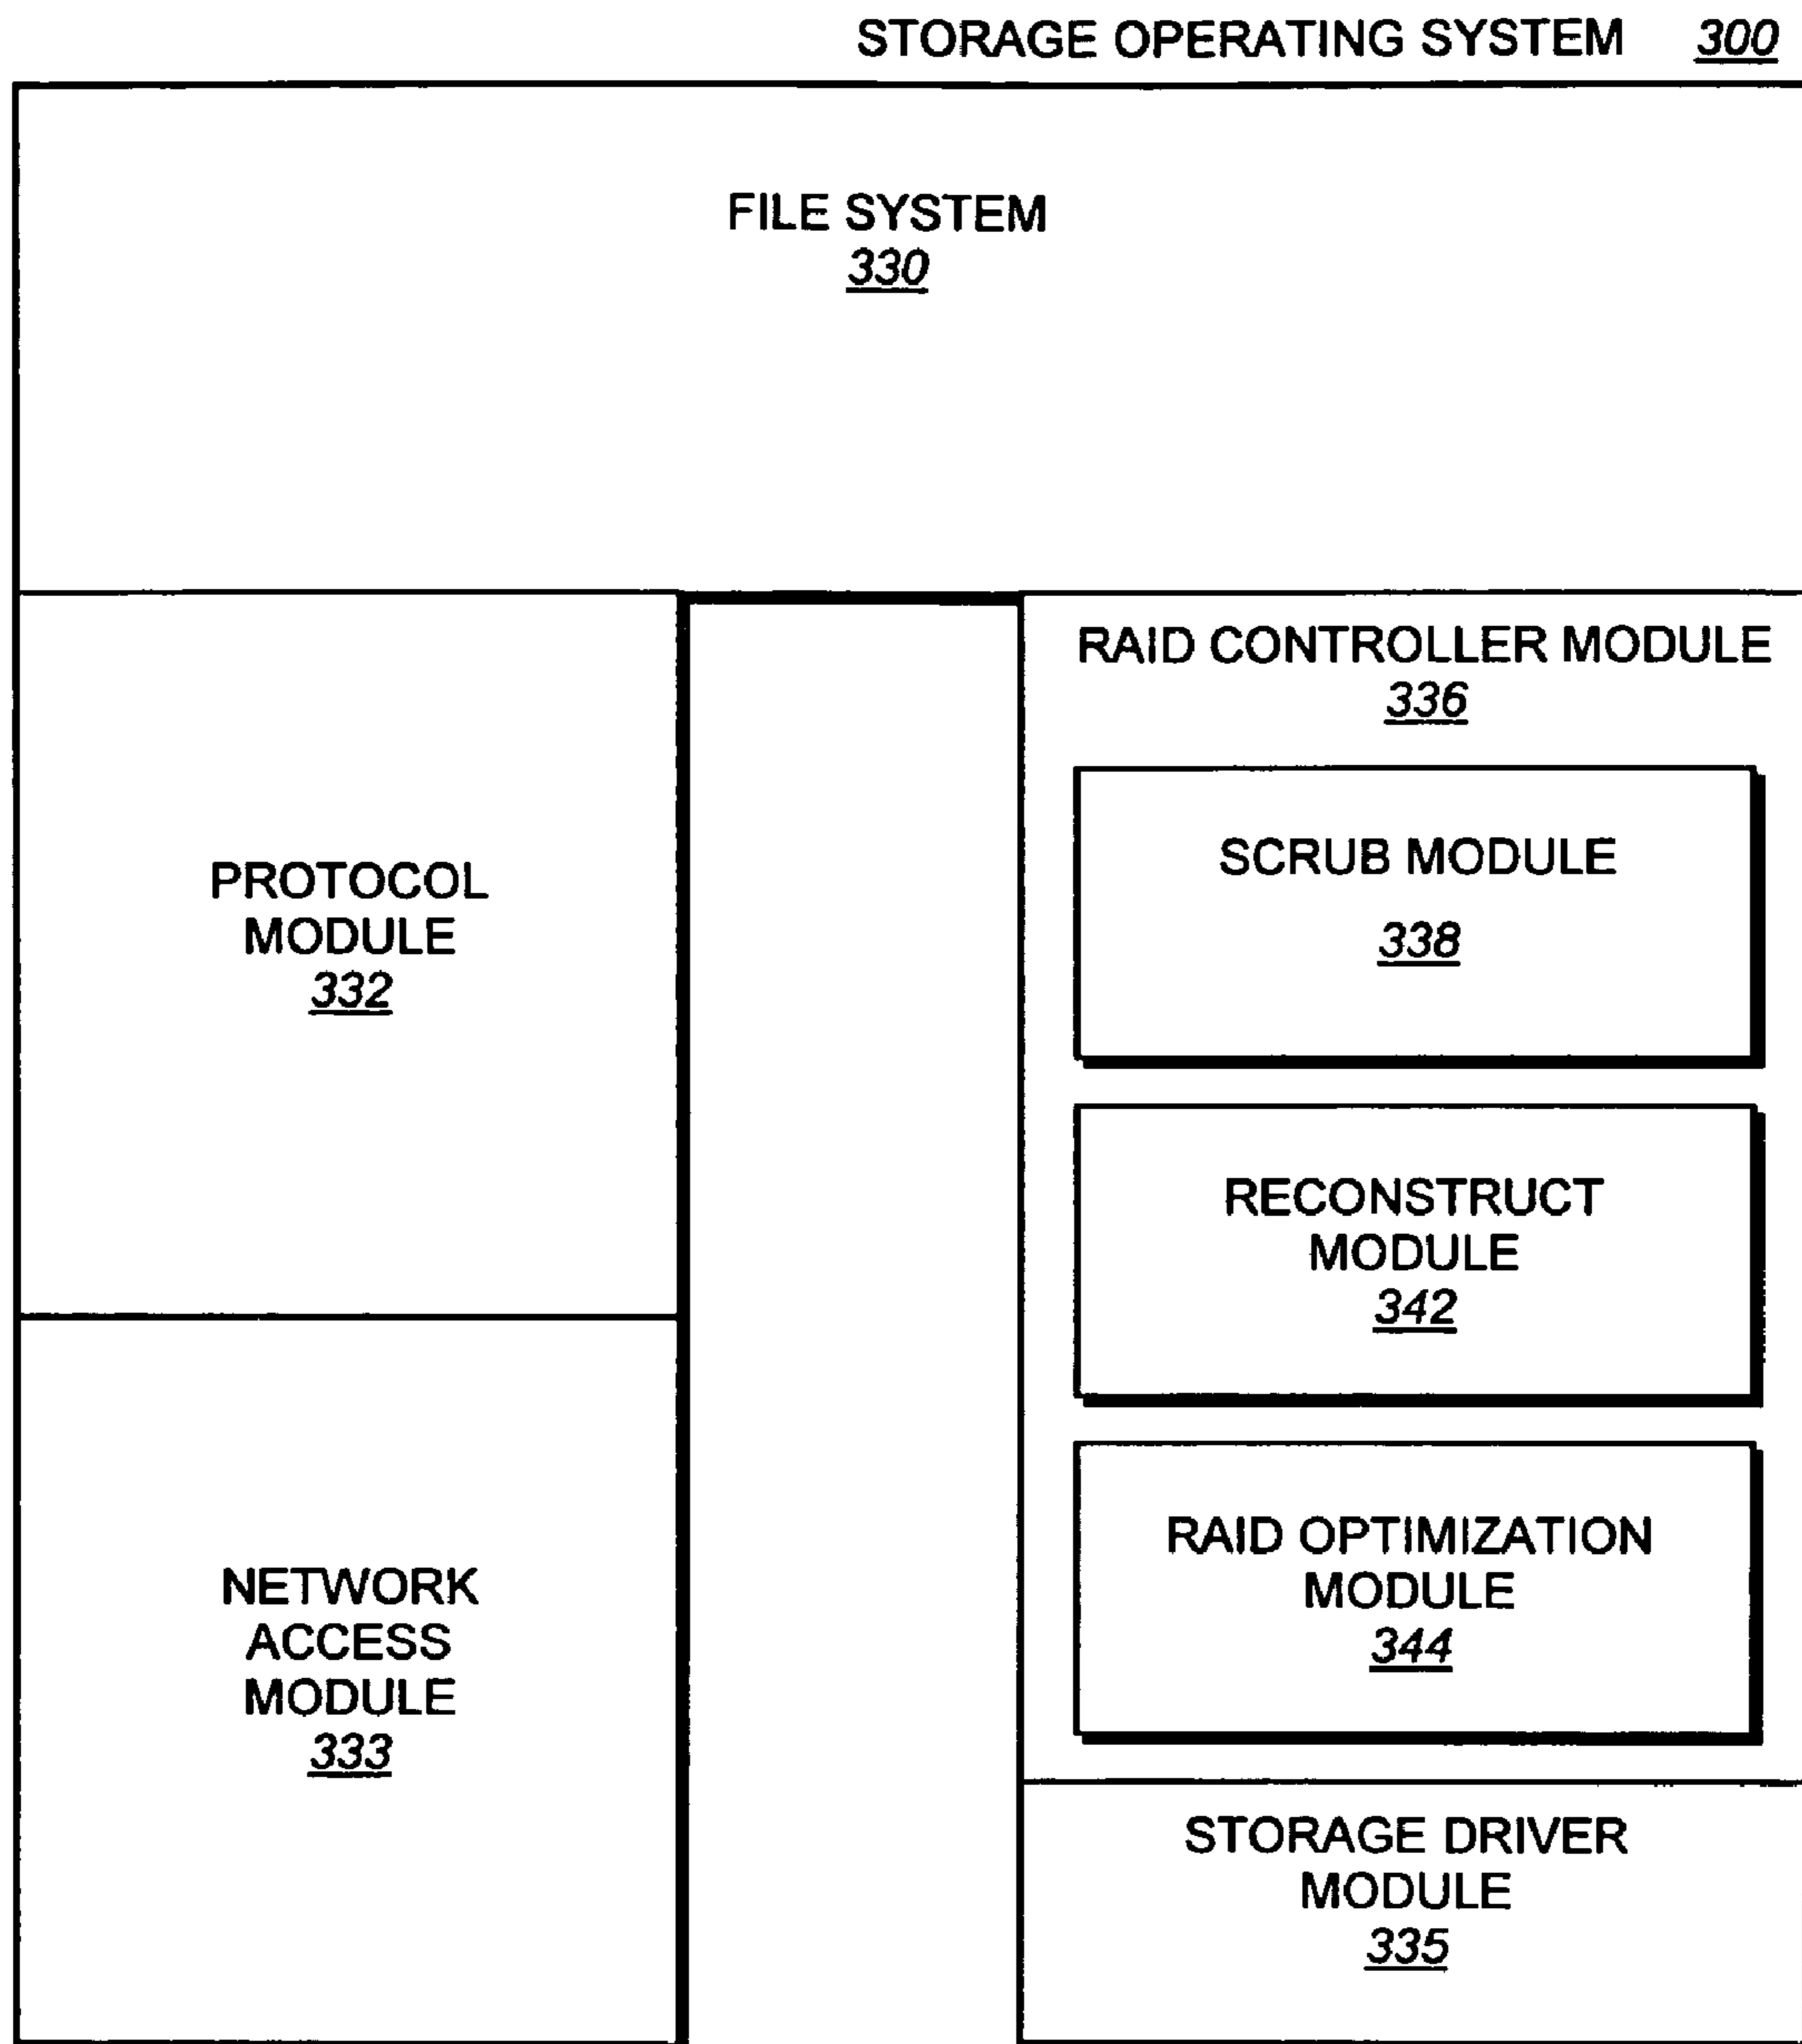 STORAGE OPERATING SYSTEM 300
FILE SYSTEM
330
PROTOCOL
MODULE
332
NETWORK
ACCESS
MODULE
333
RAID CONTROLLER MODULE
336
SCRUB MODULE
338
RECONSTRUCT
MODULE
342
RAID OPTIMIZATION
MODULE
344
STORAGE DRIVER
MODULE
335